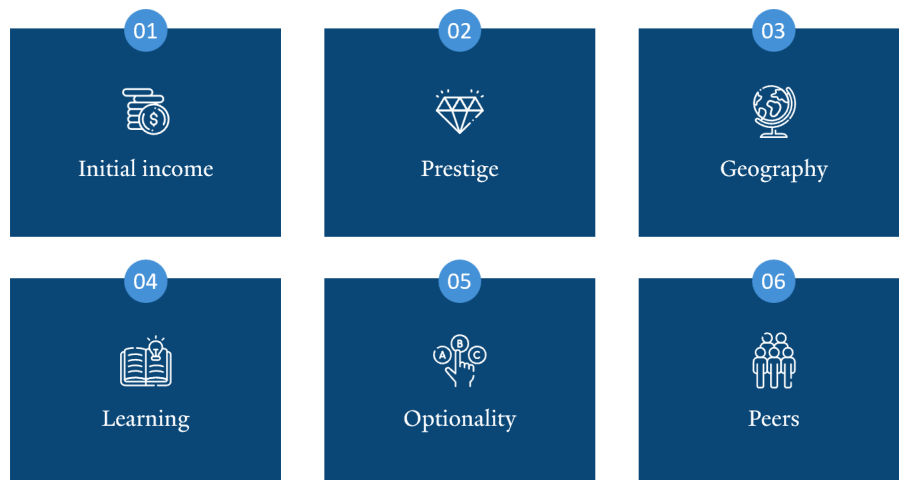 01
02
03
$
Initial income
Prestige
Geography
04
05
06
A
B
C
Learning
Optionality
Peers